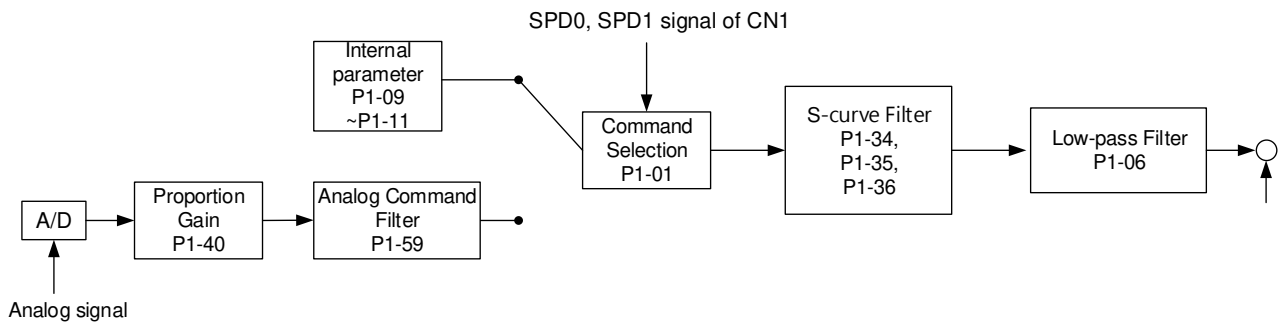 SPD0, SPD1 signal of CN1
Internal
parameter
P1-09
~P1-11
Command
Selection
P1-01
S-curve Filter
P1-34,
P1-35,
P1-36
Low-pass Filter
P1-06
A/D
Proportion
Gain
P1-40
Analog Command
Filter
P1-59
Analog signal